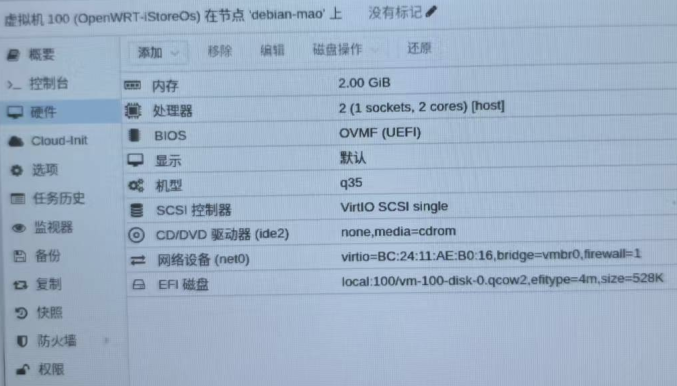 虚拟机 100 (OpenWRT-iStoreOs) 在节点 'debian-mao' 上 没有标记
添加 移除 编辑 磁盘操作 还原
概要
控制台
硬件
Cloud-Init
选项
任务历史
监视器
备份
复制
快照
防火墙
权限
内存 2.00 GiB
处理器 2 (1 sockets, 2 cores) [host]
BIOS OVMF (UEFI)
显示 默认
机型 q35
SCSI 控制器 VirtIO SCSI single
CD/DVD 驱动器 (ide2) none,media=cdrom
网络设备 (net0) virtio=BC:24:11:AE:B0:16,bridge=vmbr0,firewall=1
EFI 磁盘 local:100/vm-100-disk-0.qcow2,efitype=4m,size=528K